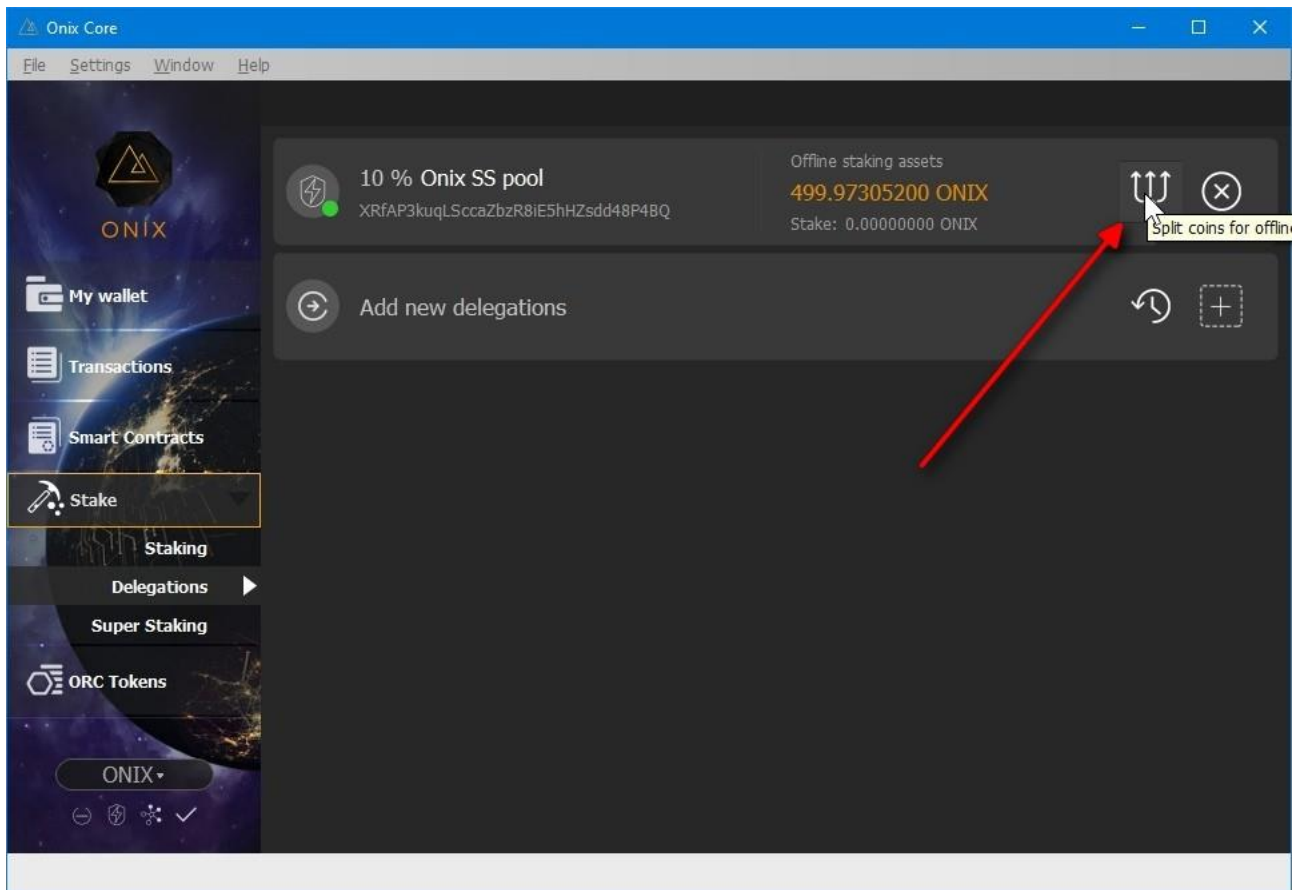 Onix Core
File Settings Window Help
ONIX
My wallet
Transactions
Smart Contracts
Stake
Staking
Delegations
Super Staking
ORC Tokens
ONIX
10 % Onix SS pool
XRfAP3kuqLSccaZbzR8iE5hHZsdd48P4BQ
Offline staking assets
499.97305200 ONIX
Stake: 0.00000000 ONIX
Split coins for offline
Add new delegations